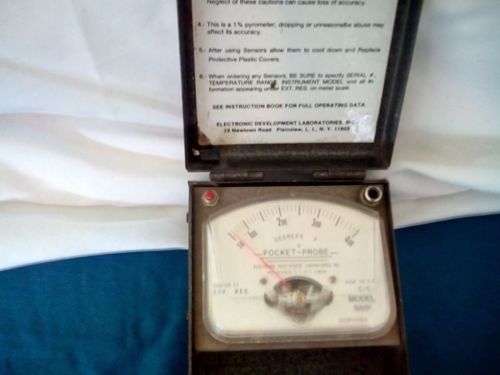 Neglect of these cautions can cause loss of accuracy.
4.- This is a 1% pyrometer; dropping or unreasonable abuse may
affect its accuracy.
5.- After using Sensors allow them to cool down and Replace
Protective Plastic Covers.
6.- When ordering any Sensors, BE SURE to specify SERIAL #,
TEMPERATURE RANGE, INSTRUMENT MODEL and all in-
formation appearing under EXT. RES. on meter scale
SEE INSTRUCTION BOOK FOR FULL OPERATING DATA
ELECTRONIC DEVELOPMENT LABORATORIES, INC.
Newtown Road Plainview, L. I., N. Y. 11803
DEGREES F
POCKET-PROBE
EXT. RES.
MODEL